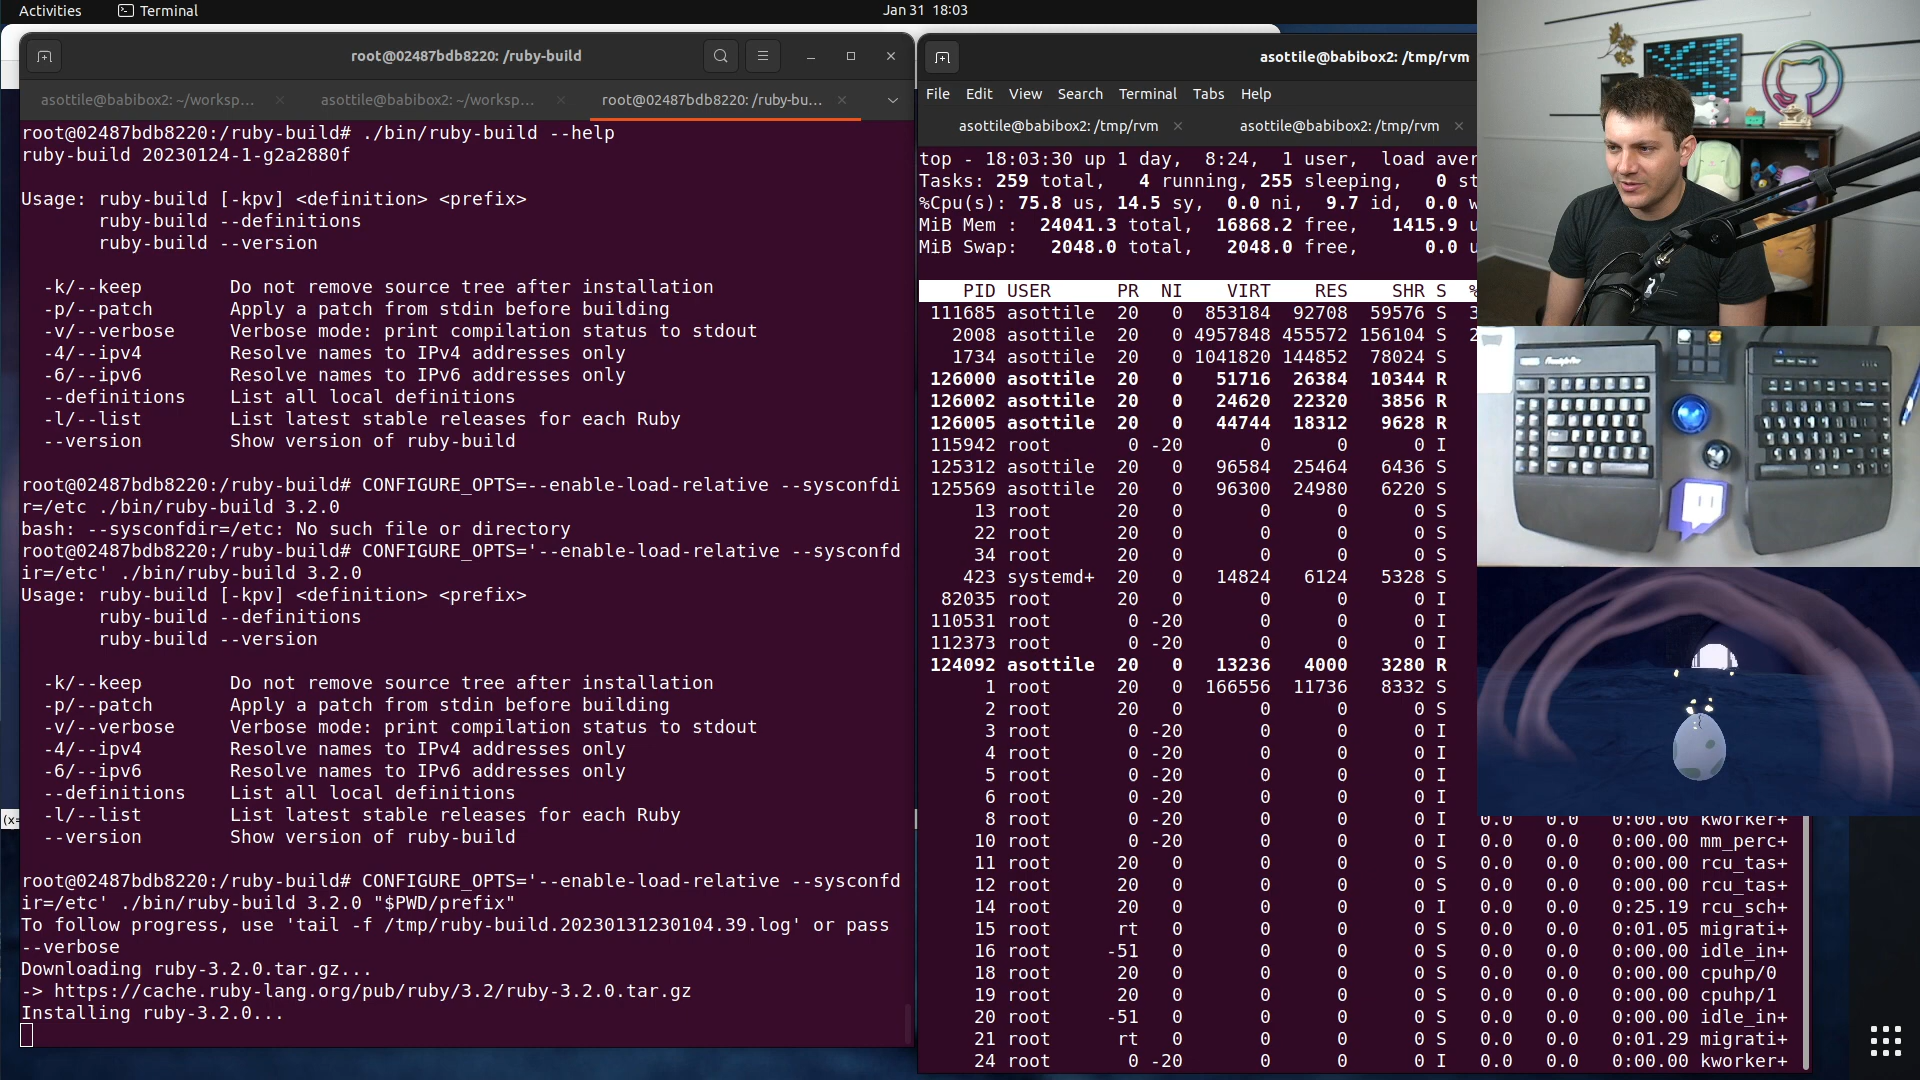 Activities
Terminal
Jan 31 18:03
root@02487bdb8220: /ruby-build
asottile@babibox2: ~/worksp...
asottile@babibox2: ~/worksp...
root@02487bdb8220: /ruby-bu...
root@02487bdb8220:/ruby-build# ./bin/ruby-build --help
ruby-build 20230124-1-g2a2880f
Usage: ruby-build [-kpv] <definition> <prefix>
ruby-build --definitions
ruby-build --version
-k/--keep Do not remove source tree after installation
-p/--patch Apply a patch from stdin before building
-v/--verbose Verbose mode: print compilation status to stdout
-4/--ipv4 Resolve names to IPv4 addresses only
-6/--ipv6 Resolve names to IPv6 addresses only
--definitions List all local definitions
-l/--list List latest stable releases for each Ruby
--version Show version of ruby-build
root@02487bdb8220:/ruby-build# CONFIGURE_OPTS=--enable-load-relative --sysconfdi
r=/etc ./bin/ruby-build 3.2.0
bash: --sysconfdir=/etc: No such file or directory
root@02487bdb8220:/ruby-build# CONFIGURE_OPTS='--enable-load-relative --sysconfd
ir=/etc' ./bin/ruby-build 3.2.0
Usage: ruby-build [-kpv] <definition> <prefix>
ruby-build --definitions
ruby-build --version
-k/--keep Do not remove source tree after installation
-p/--patch Apply a patch from stdin before building
-v/--verbose Verbose mode: print compilation status to stdout
-4/--ipv4 Resolve names to IPv4 addresses only
-6/--ipv6 Resolve names to IPv6 addresses only
--definitions List all local definitions
-l/--list List latest stable releases for each Ruby
--version Show version of ruby-build
root@02487bdb8220:/ruby-build# CONFIGURE_OPTS='--enable-load-relative --sysconfd
ir=/etc' ./bin/ruby-build 3.2.0 "$PWD/prefix"
To follow progress, use 'tail -f /tmp/ruby-build.20230131230104.39.log' or pass
--verbose
Downloading ruby-3.2.0.tar.gz...
-> https://cache.ruby-lang.org/pub/ruby/3.2/ruby-3.2.0.tar.gz
Installing ruby-3.2.0...
(x=
asottile@babibox2: /tmp/rvm
File Edit View Search Terminal Tabs Help
asottile@babibox2: /tmp/rvm
asottile@babibox2: /tmp/rvm
top - 18:03:30 up 1 day, 8:24, 1 user, load aver
Tasks: 259 total, 4 running, 255 sleeping, 0 st
%Cpu(s): 75.8 us, 14.5 sy, 0.0 ni, 9.7 id, 0.0 w
MiB Mem : 24041.3 total, 16868.2 free, 1415.9 u
MiB Swap: 2048.0 total, 2048.0 free, 0.0 u
PID USER PR NI VIRT RES SHR S %
111685 asottile 20 0 853184 92708 59576 S 3
2008 asottile 20 0 4957848 455572 156104 S 2
1734 asottile 20 0 1041820 144852 78024 S
126000 asottile 20 0 51716 26384 10344 R
126002 asottile 20 0 24620 22320 3856 R
126005 asottile 20 0 44744 18312 9628 R
115942 root 0 -20 0 0 0 I
125312 asottile 20 0 96584 25464 6436 S
125569 asottile 20 0 96300 24980 6220 S
13 root 20 0 0 0 0 S
22 root 20 0 0 0 0 S
34 root 20 0 0 0 0 S
423 systemd+ 20 0 14824 6124 5328 S
82035 root 20 0 0 0 0 I
110531 root 0 -20 0 0 0 I
112373 root 0 -20 0 0 0 I
124092 asottile 20 0 13236 4000 3280 R
1 root 20 0 166556 11736 8332 S
2 root 20 0 0 0 0 S
3 root 0 -20 0 0 0 I
4 root 0 -20 0 0 0 I
5 root 0 -20 0 0 0 I
6 root 0 -20 0 0 0 I
8 root 0 -20 0 0 0 I 0.0 0.0 0:00.00 kworker+
10 root 0 -20 0 0 0 I 0.0 0.0 0:00.00 mm_perc+
11 root 20 0 0 0 0 S 0.0 0.0 0:00.00 rcu_tas+
12 root 20 0 0 0 0 S 0.0 0.0 0:00.00 rcu_tas+
14 root 20 0 0 0 0 I 0.0 0.0 0:25.19 rcu_sch+
15 root rt 0 0 0 0 S 0.0 0.0 0:01.05 migrati+
16 root -51 0 0 0 0 S 0.0 0.0 0:00.00 idle_in+
18 root 20 0 0 0 0 S 0.0 0.0 0:00.00 cpuhp/0
19 root 20 0 0 0 0 S 0.0 0.0 0:00.00 cpuhp/1
20 root -51 0 0 0 0 S 0.0 0.0 0:00.00 idle_in+
21 root rt 0 0 0 0 S 0.0 0.0 0:01.29 migrati+
24 root 0 -20 0 0 0 I 0.0 0.0 0:00.00 kworker+